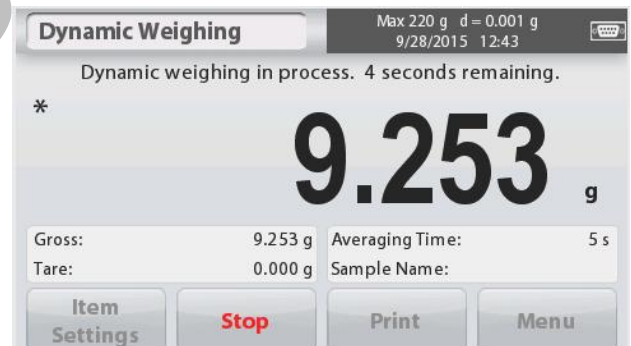 Dynamic Weighing
Max 220 g d = 0.001 g
9/28/2015 12:43
Dynamic weighing in process. 4 seconds remaining.
*
9.253 g
Gross: 9.253 g Averaging Time: 5 s
Tare: 0.000 g Sample Name:
Item Settings
Stop
Print
Menu